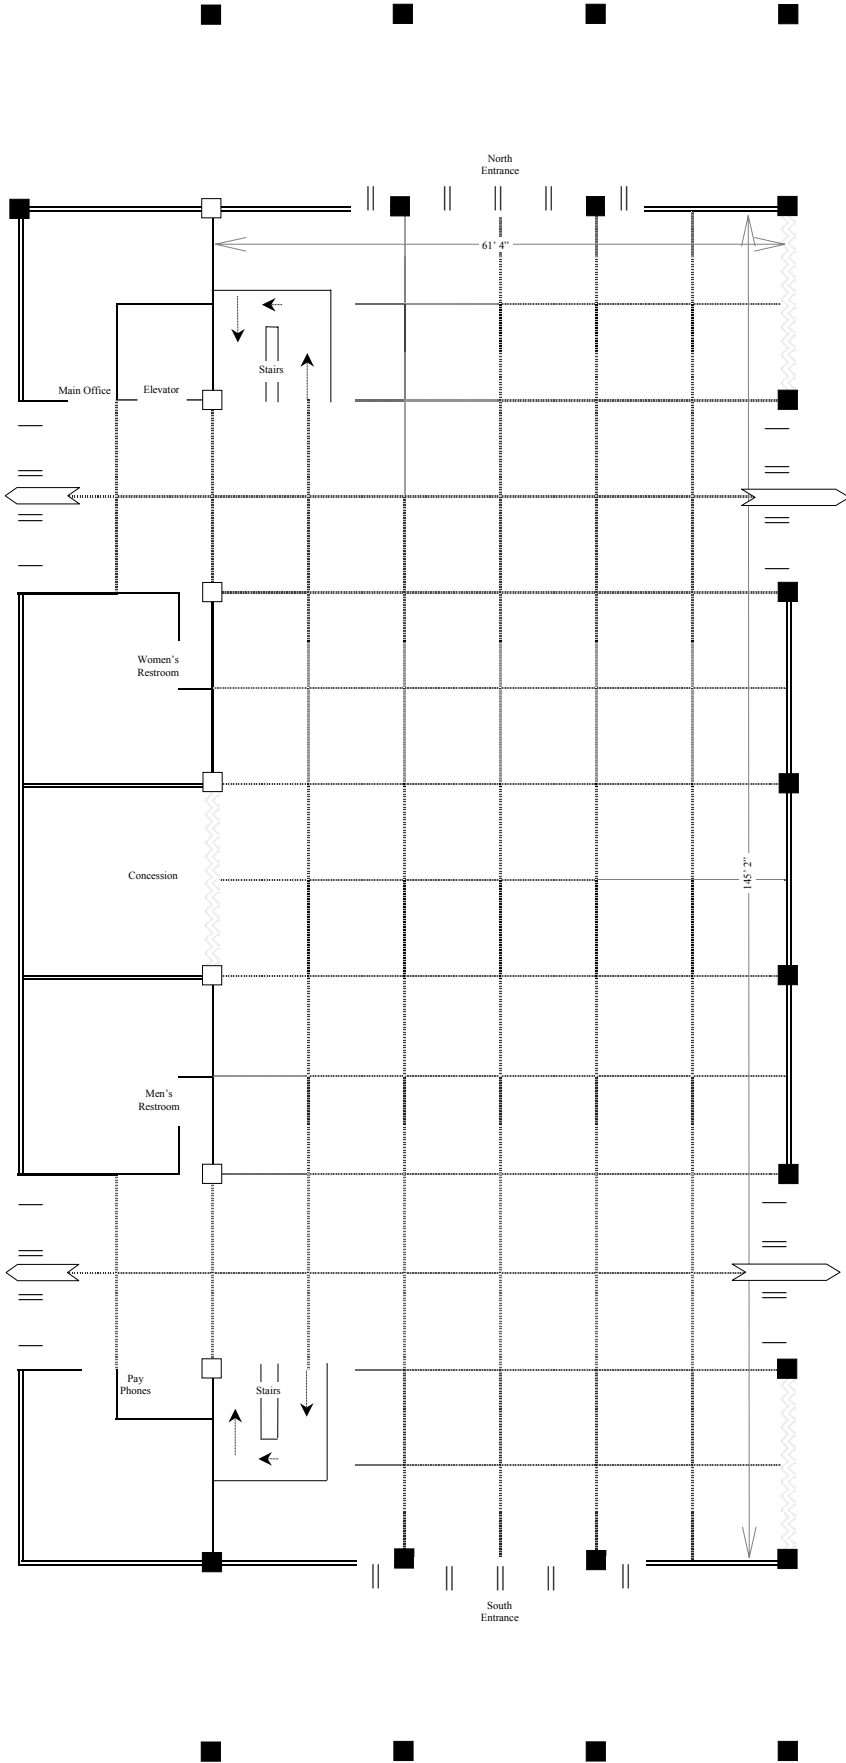 North
Entrance
61’ 4”
Stairs
Main Office
Elevator
Women’s
Restroom
145’ 2”
Concession
Men’s
Restroom
Pay
Phones
Stairs
South
Entrance